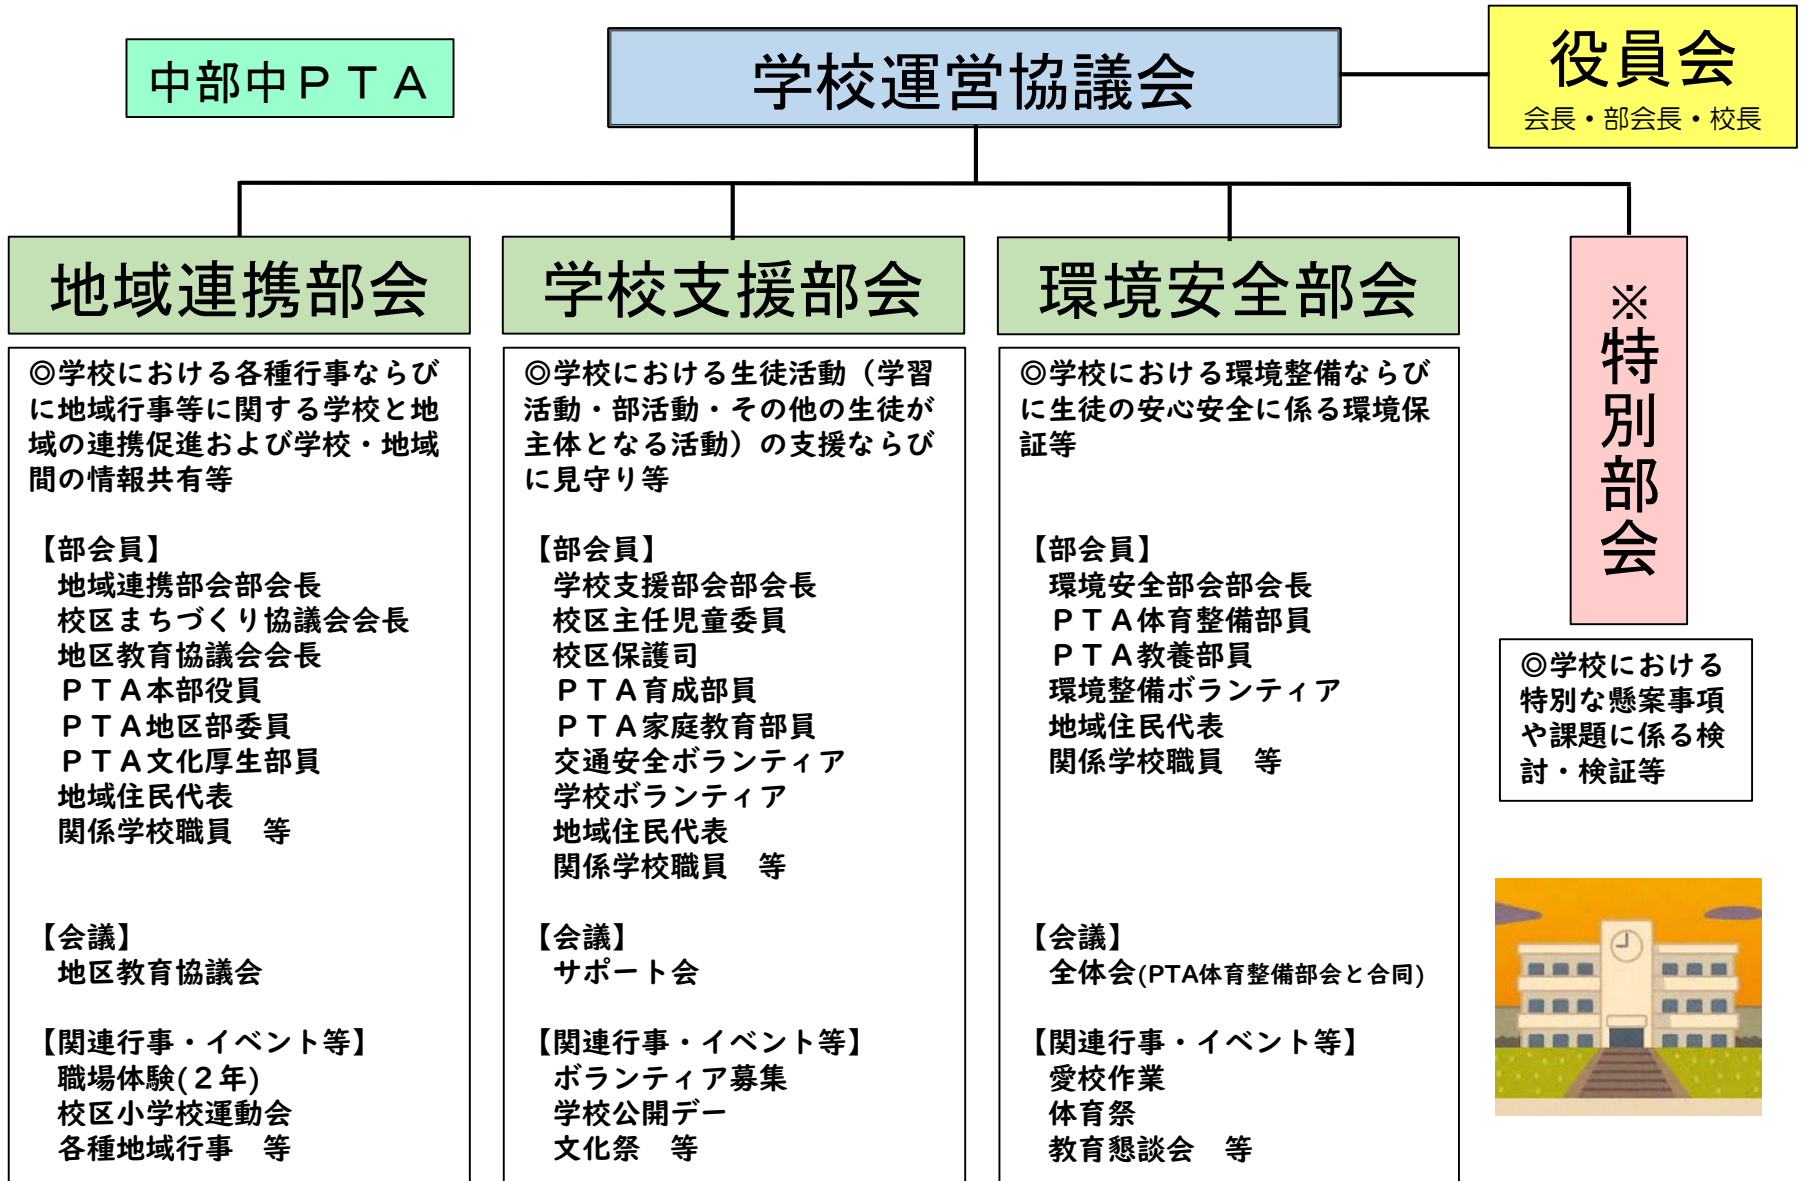 中部中ＰＴＡ
学校運営協議会
役員会
会長・部会長・校長
地域連携部会
◎学校における各種行事ならび
に地域行事等に関する学校と地
域の連携促進および学校・地域
間の情報共有等
【部会員】
地域連携部会部会長
校区まちづくり協議会会長
地区教育協議会会長
ＰＴＡ本部役員
ＰＴＡ地区部委員
ＰＴＡ文化厚生部員
地域住民代表
関係学校職員　等
【会議】
地区教育協議会
【関連行事・イベント等】
職場体験(２年)
校区小学校運動会
各種地域行事　等
学校支援部会
◎学校における生徒活動（学習
活動・部活動・その他の生徒が
主体となる活動）の支援ならび
に見守り等
【部会員】
学校支援部会部会長
校区主任児童委員
校区保護司
ＰＴＡ育成部員
ＰＴＡ家庭教育部員
交通安全ボランティア
学校ボランティア
地域住民代表
関係学校職員　等
【会議】
サポート会
【関連行事・イベント等】
ボランティア募集
学校公開デー
文化祭　等
環境安全部会
◎学校における環境整備ならび
に生徒の安心安全に係る環境保
証等
【部会員】
環境安全部会部会長
ＰＴＡ体育整備部員
ＰＴＡ教養部員
環境整備ボランティア
地域住民代表
関係学校職員　等
【会議】
全体会(PTA体育整備部会と合同)
【関連行事・イベント等】
愛校作業
体育祭
教育懇談会　等
※特別部会
◎学校における
特別な懸案事項
や課題に係る検
討・検証等